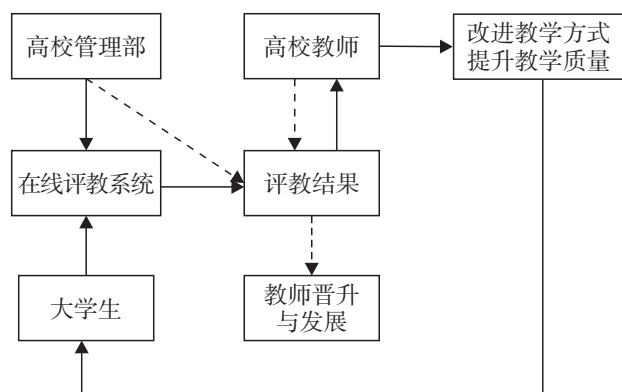 高校管理部
高校教师
改进教学方式
提升教学质量
在线评教系统
评教结果
大学生
教师晋升
与发展